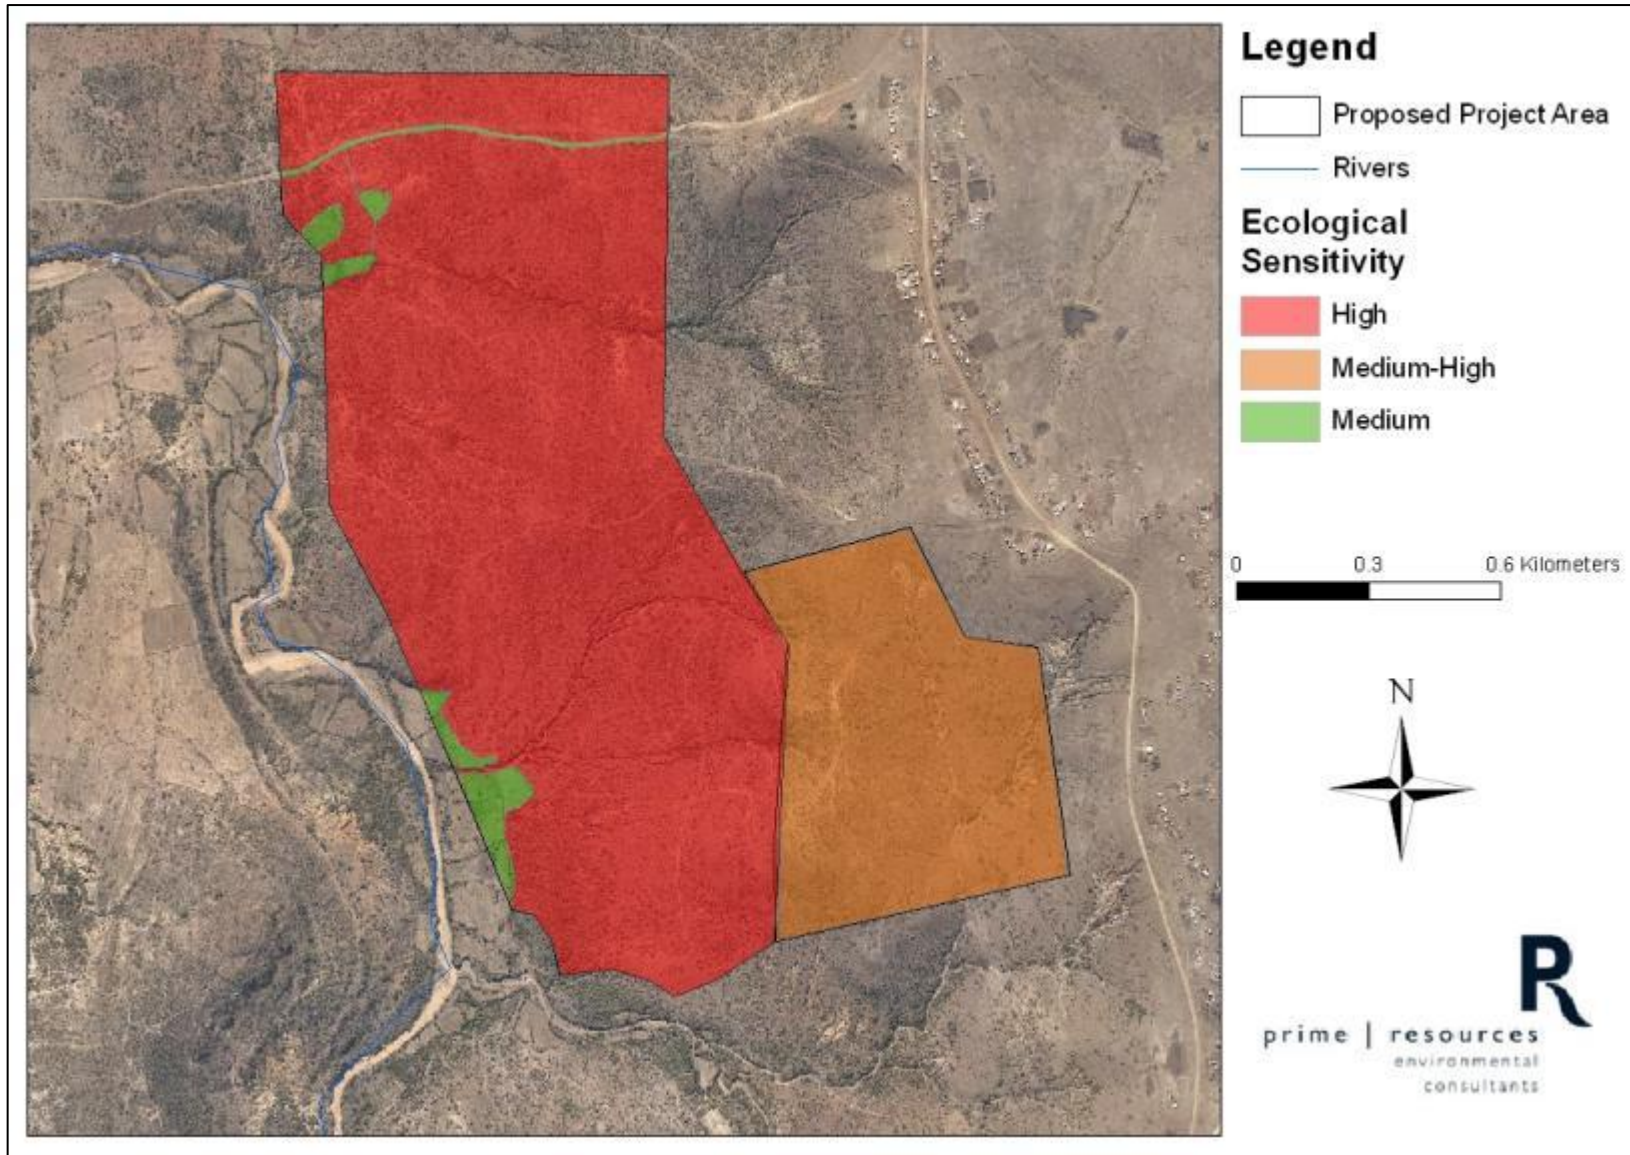 Legend
Proposed Project Area
Rivers
Ecological
Sensitivity
High
Medium-High
Medium
0 0.3 0.6 Kilometers
N
R
prime | resources
environmental
consultants